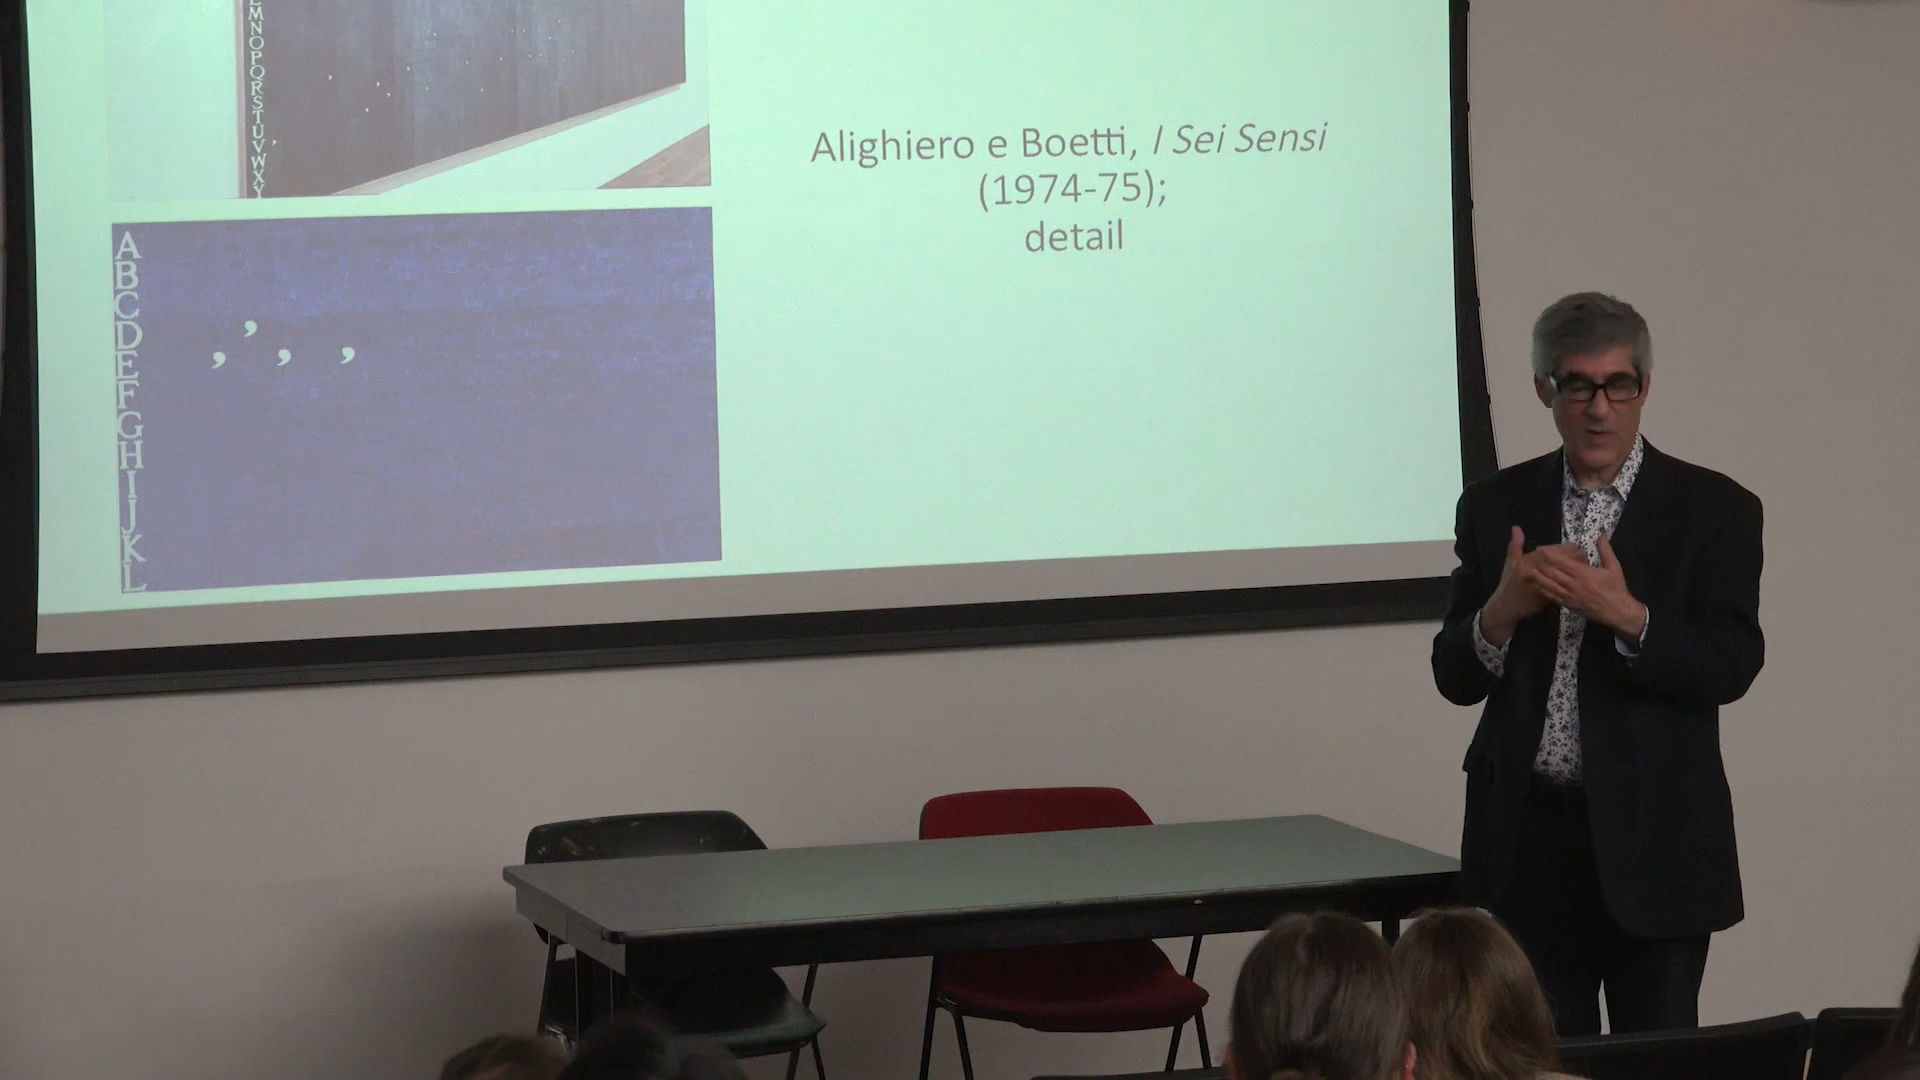 MNOPQRSTUVWXY
,
Alighiero e Boetti, I Sei Sensi
(1974-75);
detail
ABCDEFGHIJKL
, , , ,